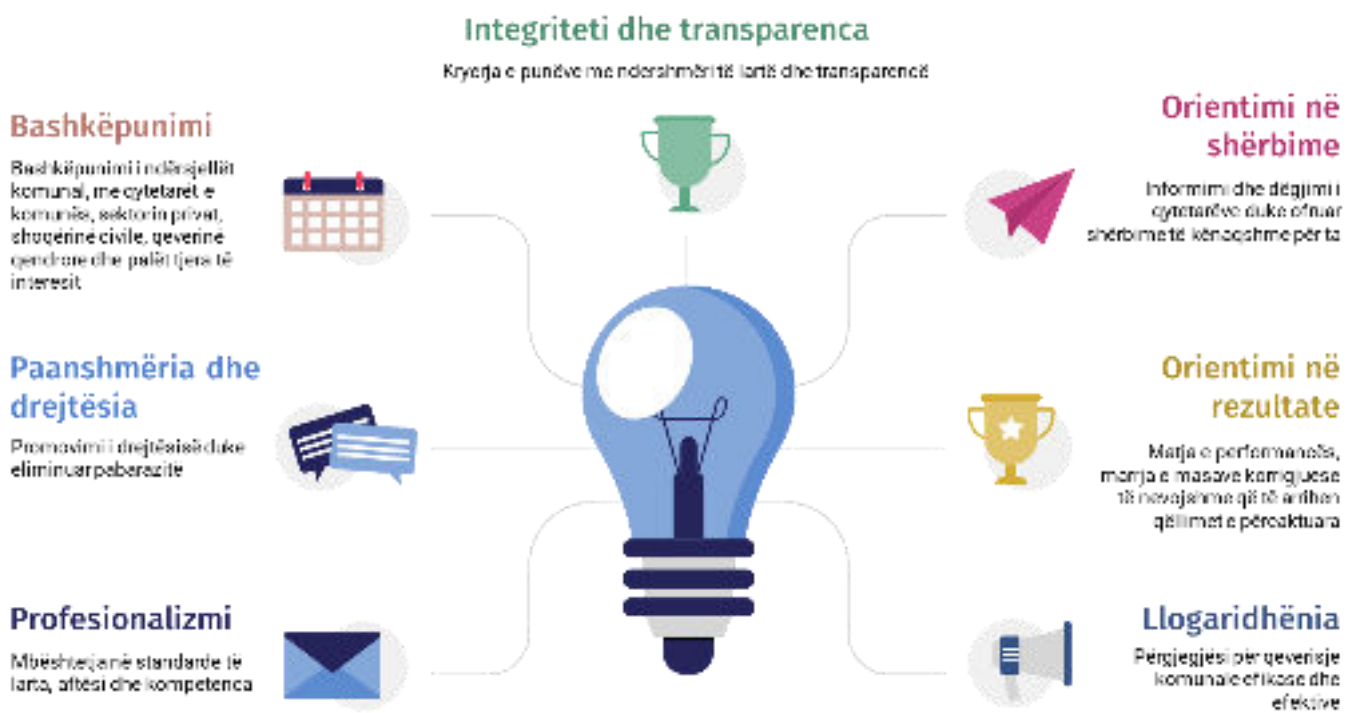 Integriteti dhe transparenca
Kryerja e punëve me ndershmëri të lartë dhe transparencë
Bashkëpunimi
Bashkëpunimi i ndërsjellët
komunal, me qytetarët e
komunës, sektorin privat,
shoqërinë civile, qeverinë
qendrore dhe palët tjera të
interesit
Orientimi në
shërbime
Informimi dhe dëgjimi i
qytetarëve duke ofruar
shërbime të kënaqshme për ta
Paanshmëria dhe
drejtësia
Promovimi i drejtësisë duke
eliminuar pabarazitë
Orientimi në
rezultate
Matja e performancës,
marrja e masave korrigjuese
të nevojshme që të arrihen
qëllimet e përcaktuara
Profesionalizmi
Mbështetja në standarde të
larta, aftësi dhe kompetenca
Llogaridhënia
Përgjegjësi për qeverisje
komunale efikase dhe
efektive